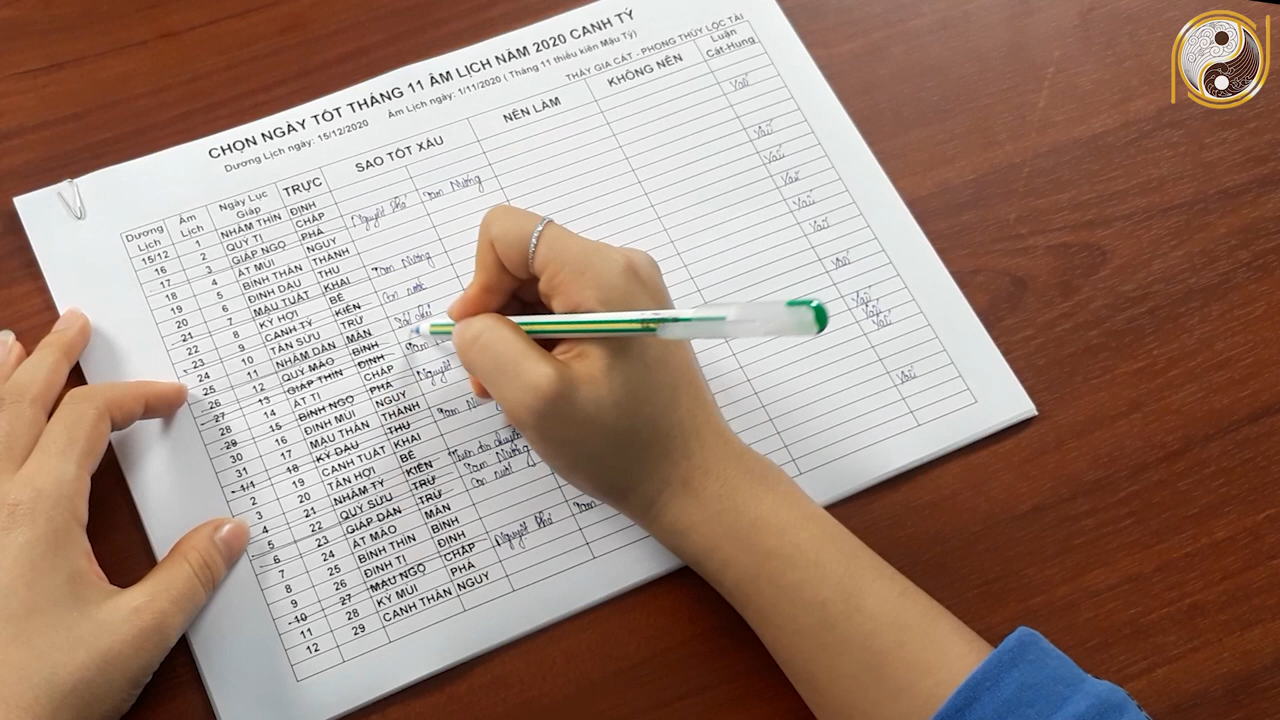 CHỌN NGÀY TỐT THÁNG 11 ÂM LỊCH NĂM 2020 CANH TÝ
Dương Lịch ngày: 15/12/2020 Âm Lịch ngày: 1/11/2020 ( Tháng 11 thiếu kiên Mậu Tý)
THẦY GIA CÁT - PHONG THỦY LỘC TÀI
Dương Lịch Âm Lịch Ngày Lục Giáp TRỰC SAO TỐT XẤU NÊN LÀM KHÔNG NÊN Luận Cát-Hung
15/12 1 NHÂM THÌN ĐỊNH
16 2 QUÝ TỊ CHẤP Nguyệt Phá Tam Nương Xấu
17 3 GIÁP NGỌ PHÁ
18 4 ẤT MÙI NGUY
19 5 BÍNH THÂN THÀNH Xấu
20 6 ĐINH DẬU THU Tam Nương Xấu
21 7 MẬU TUẤT KHAI Xấu
22 8 KỶ HỢI BẾ Con nước Xấu
23 9 CANH TÝ KIÊN Xấu
24 10 TÂN SỬU TRỪ
25 11 NHÂM DẦN MÃN Xấu
26 12 QUÝ MÃO BÌNH
27 13 GIÁP THÌN ĐỊNH Nguyệt Xấu
14 ẤT TỊ CHẤP Xấu
29 15 BÍNH NGỌ PHÁ Xấu
30 16 ĐINH MÙI NGUY Tam
31 17 MẬU THÂN THÀNH
1/1 18 KỶ DẬU THU Xấu
2 19 CANH TUẤT KHAI
3 20 TÂN HỢI BẾ
4 21 NHÂM TÝ KIÊN Tam Nương
5 22 QUÝ SỬU TRỪ Con nước
6 23 GIÁP DẦN TRỪ
7 24 ẤT MÃO MÃN
8 25 BÍNH THÌN BÌNH
9 26 ĐINH TỊ ĐỊNH Nguyệt Phá Tam
10 27 MẬU NGỌ CHẤP
11 28 KỶ MÙI PHÁ
12 29 CANH THÂN NGUY